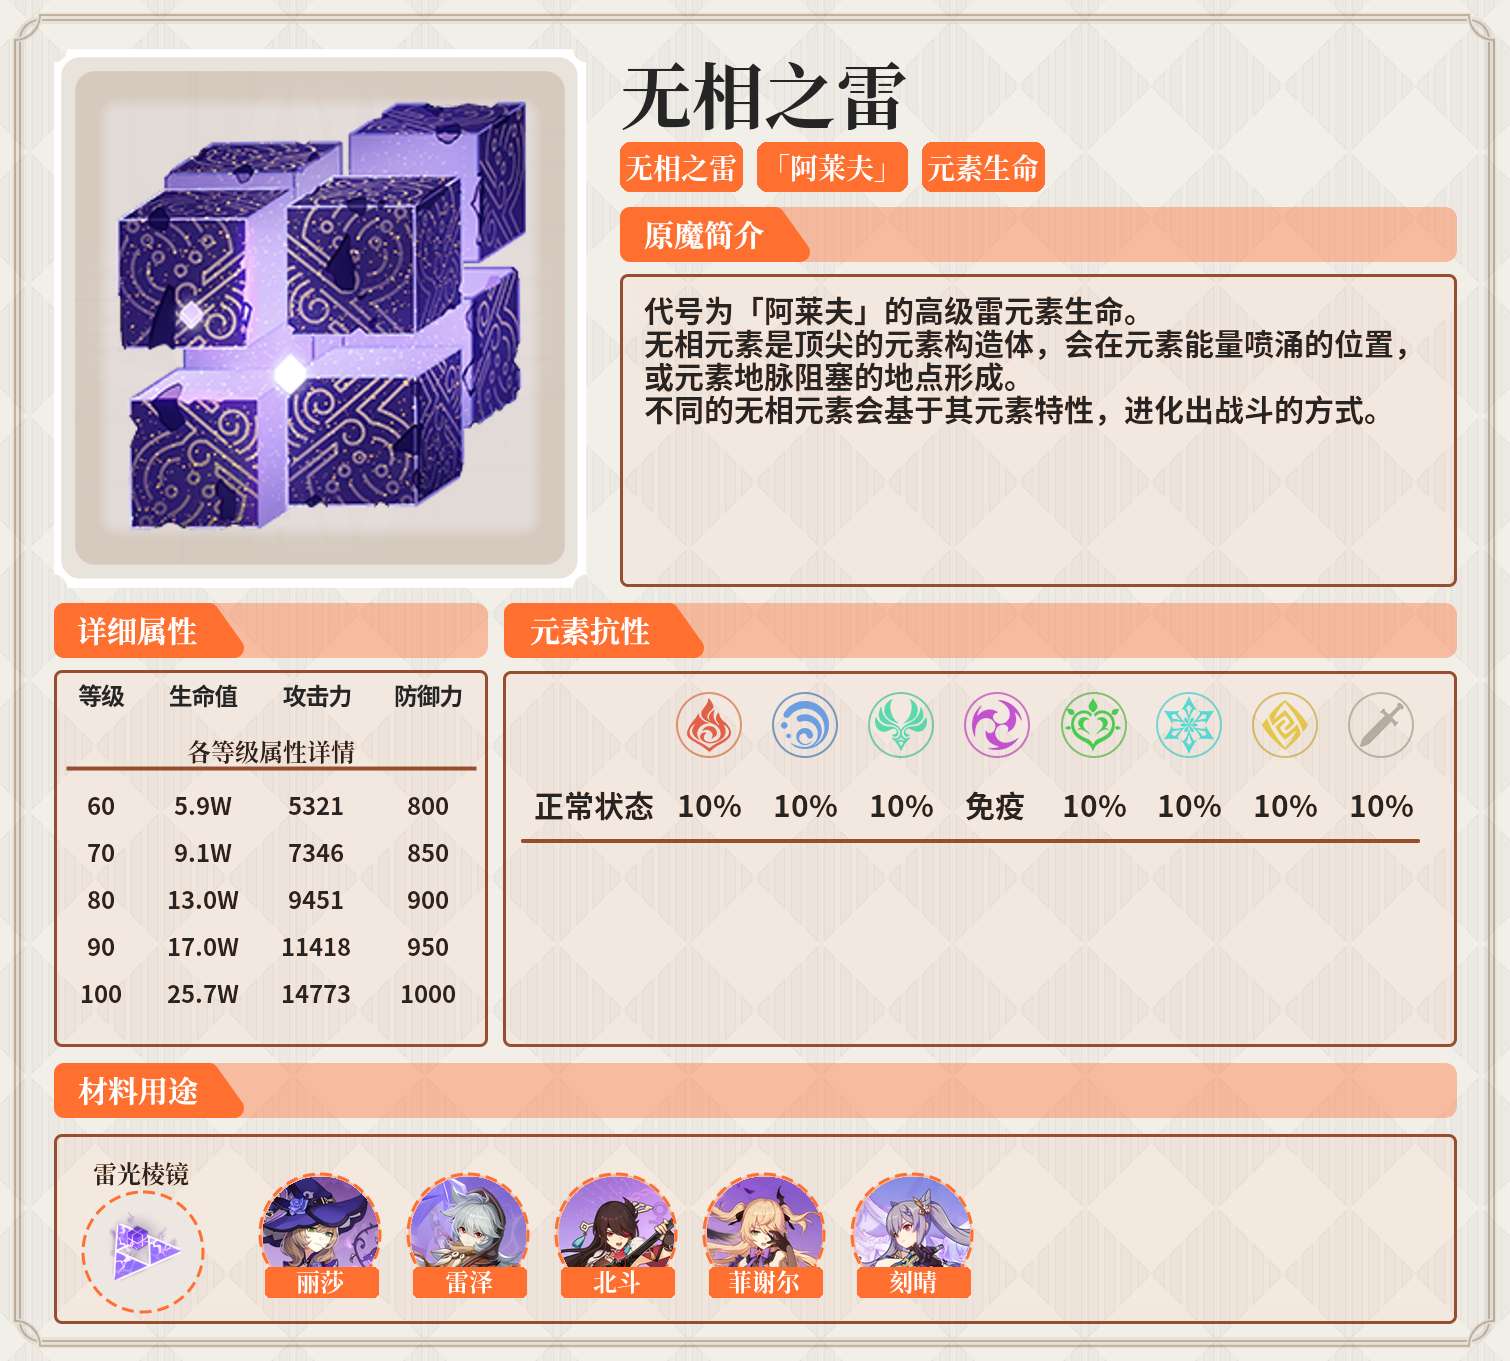 无相之雷
无相之雷 「阿莱夫」 元素生命
原魔简介
代号为「阿莱夫」的高级雷元素生命。
无相元素是顶尖的元素构造体，会在元素能量喷涌的位置，
或元素地脉阻塞的地点形成。
不同的无相元素会基于其元素特性，进化出战斗的方式。
详细属性
等级 生命值 攻击力 防御力
各等级属性详情
60 5.9W 5321 800
70 9.1W 7346 850
80 13.0W 9451 900
90 17.0W 11418 950
100 25.7W 14773 1000
元素抗性
正常状态 10% 10% 10% 免疫 10% 10% 10% 10%
材料用途
雷光棱镜
丽莎 雷泽 北斗 菲谢尔 刻晴